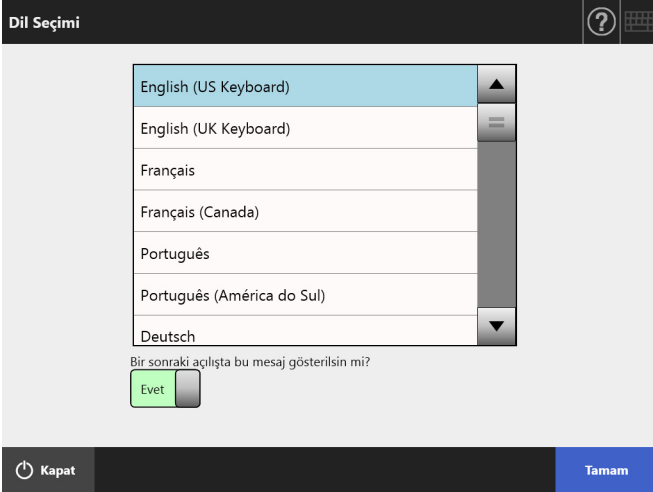 Dil Seçimi
English (US Keyboard)
English (UK Keyboard)
Français
Français (Canada)
Português
Português (América do Sul)
Deutsch
Bir sonraki açılışta bu mesaj gösterilsin mi?
Evet
Kapat
Tamam